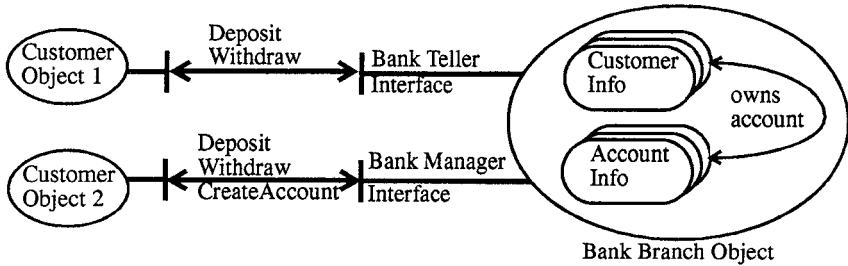 Customer
Object 1
Deposit
Withdraw
Bank Teller
Interface
Customer
Info
owns
account
Customer
Object 2
Deposit
Withdraw
CreateAccount
Bank Manager
Interface
Account
Info
Bank Branch Object